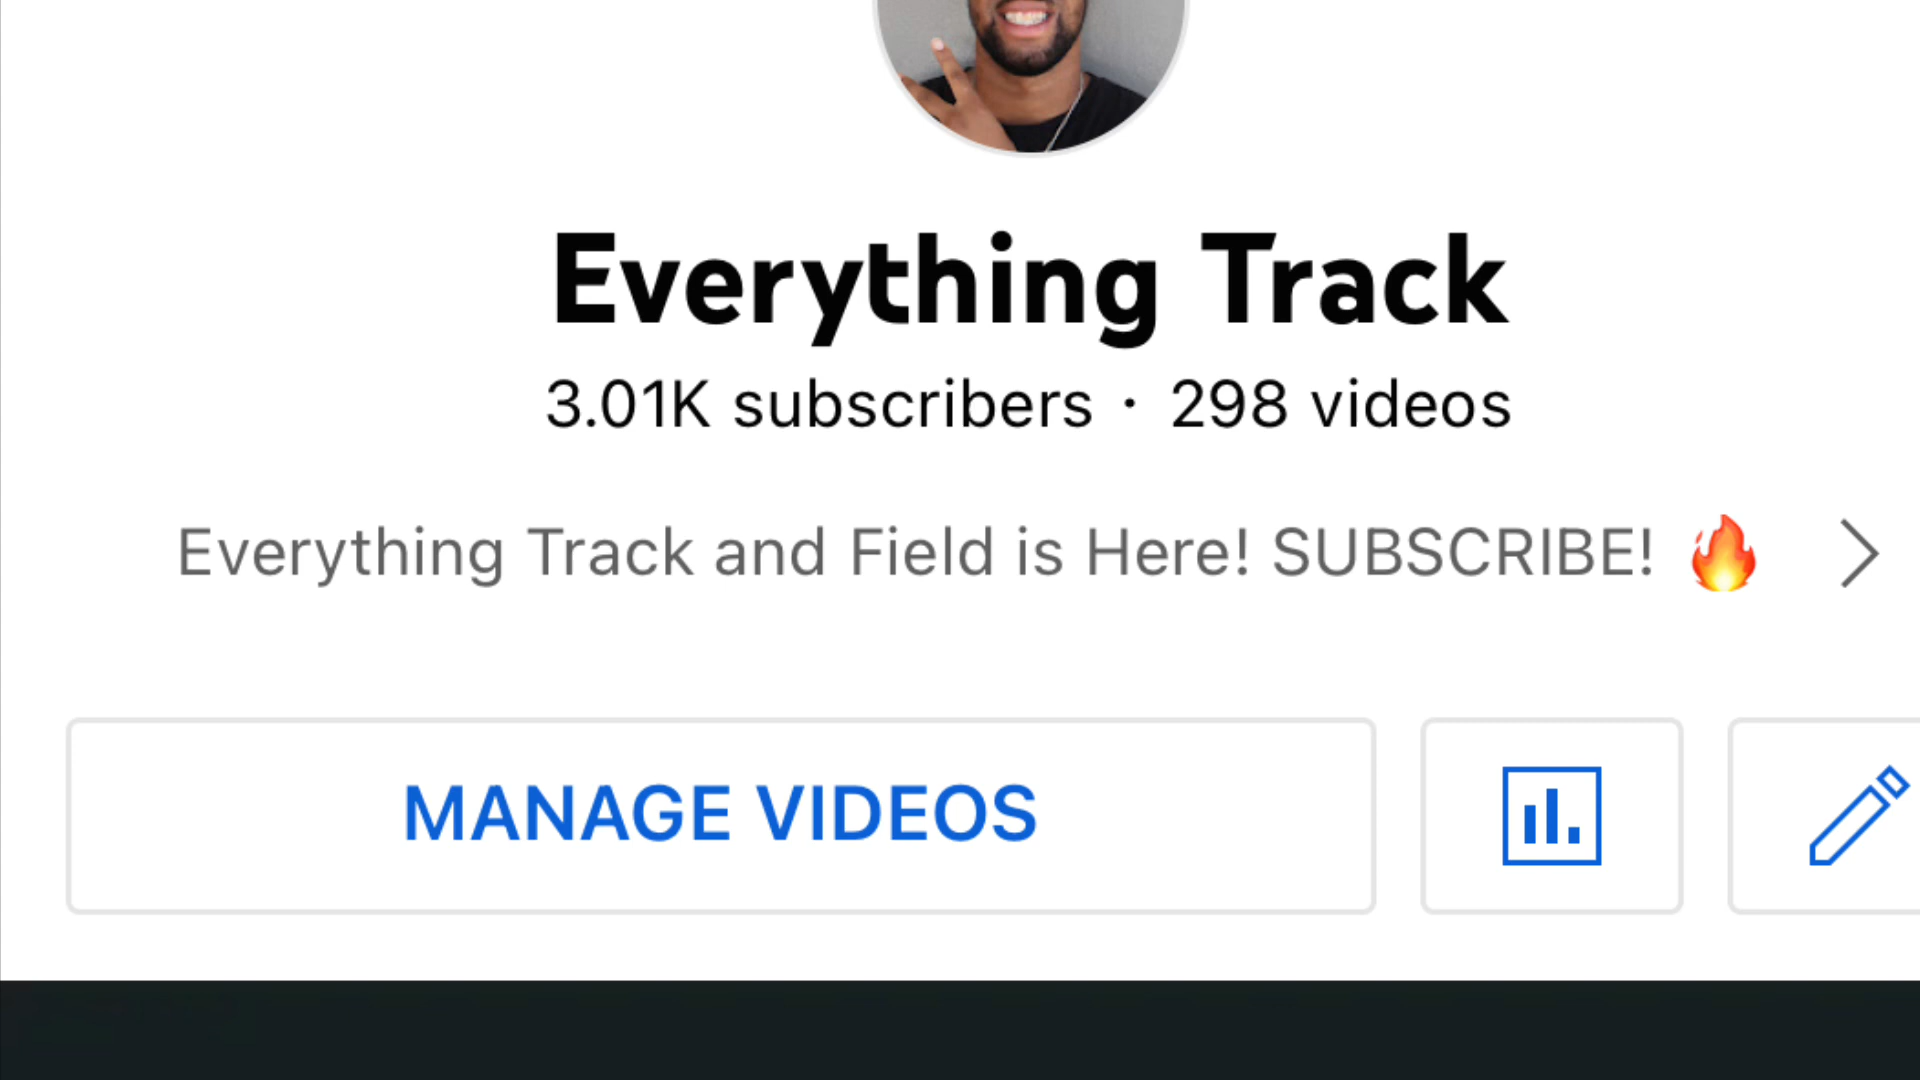 Everything Track
3.01K subscribers · 298 videos
Everything Track and Field is Here! SUBSCRIBE! 🔥
MANAGE VIDEOS